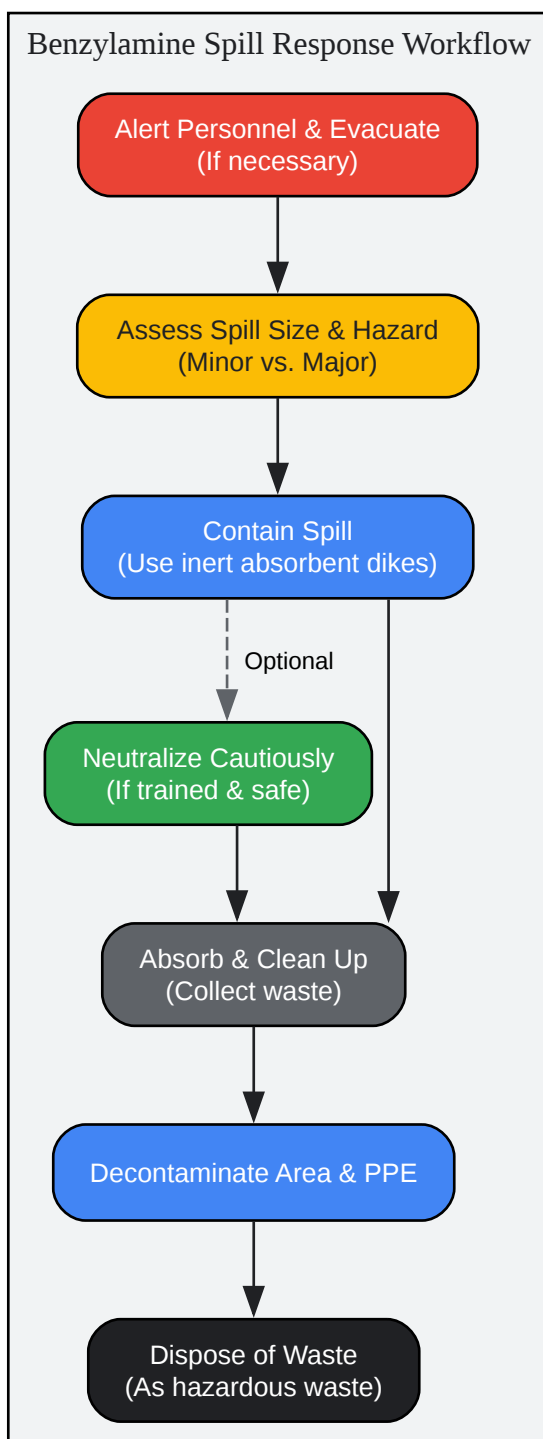 Benzylamine Spill Response Workflow
Alert Personnel & Evacuate
(If necessary)
Assess Spill Size & Hazard
(Minor vs. Major)
Contain Spill
(Use inert absorbent dikes)
Optional
Neutralize Cautiously
(If trained & safe)
Absorb & Clean Up
(Collect waste)
Decontaminate Area & PPE
Dispose of Waste
(As hazardous waste)